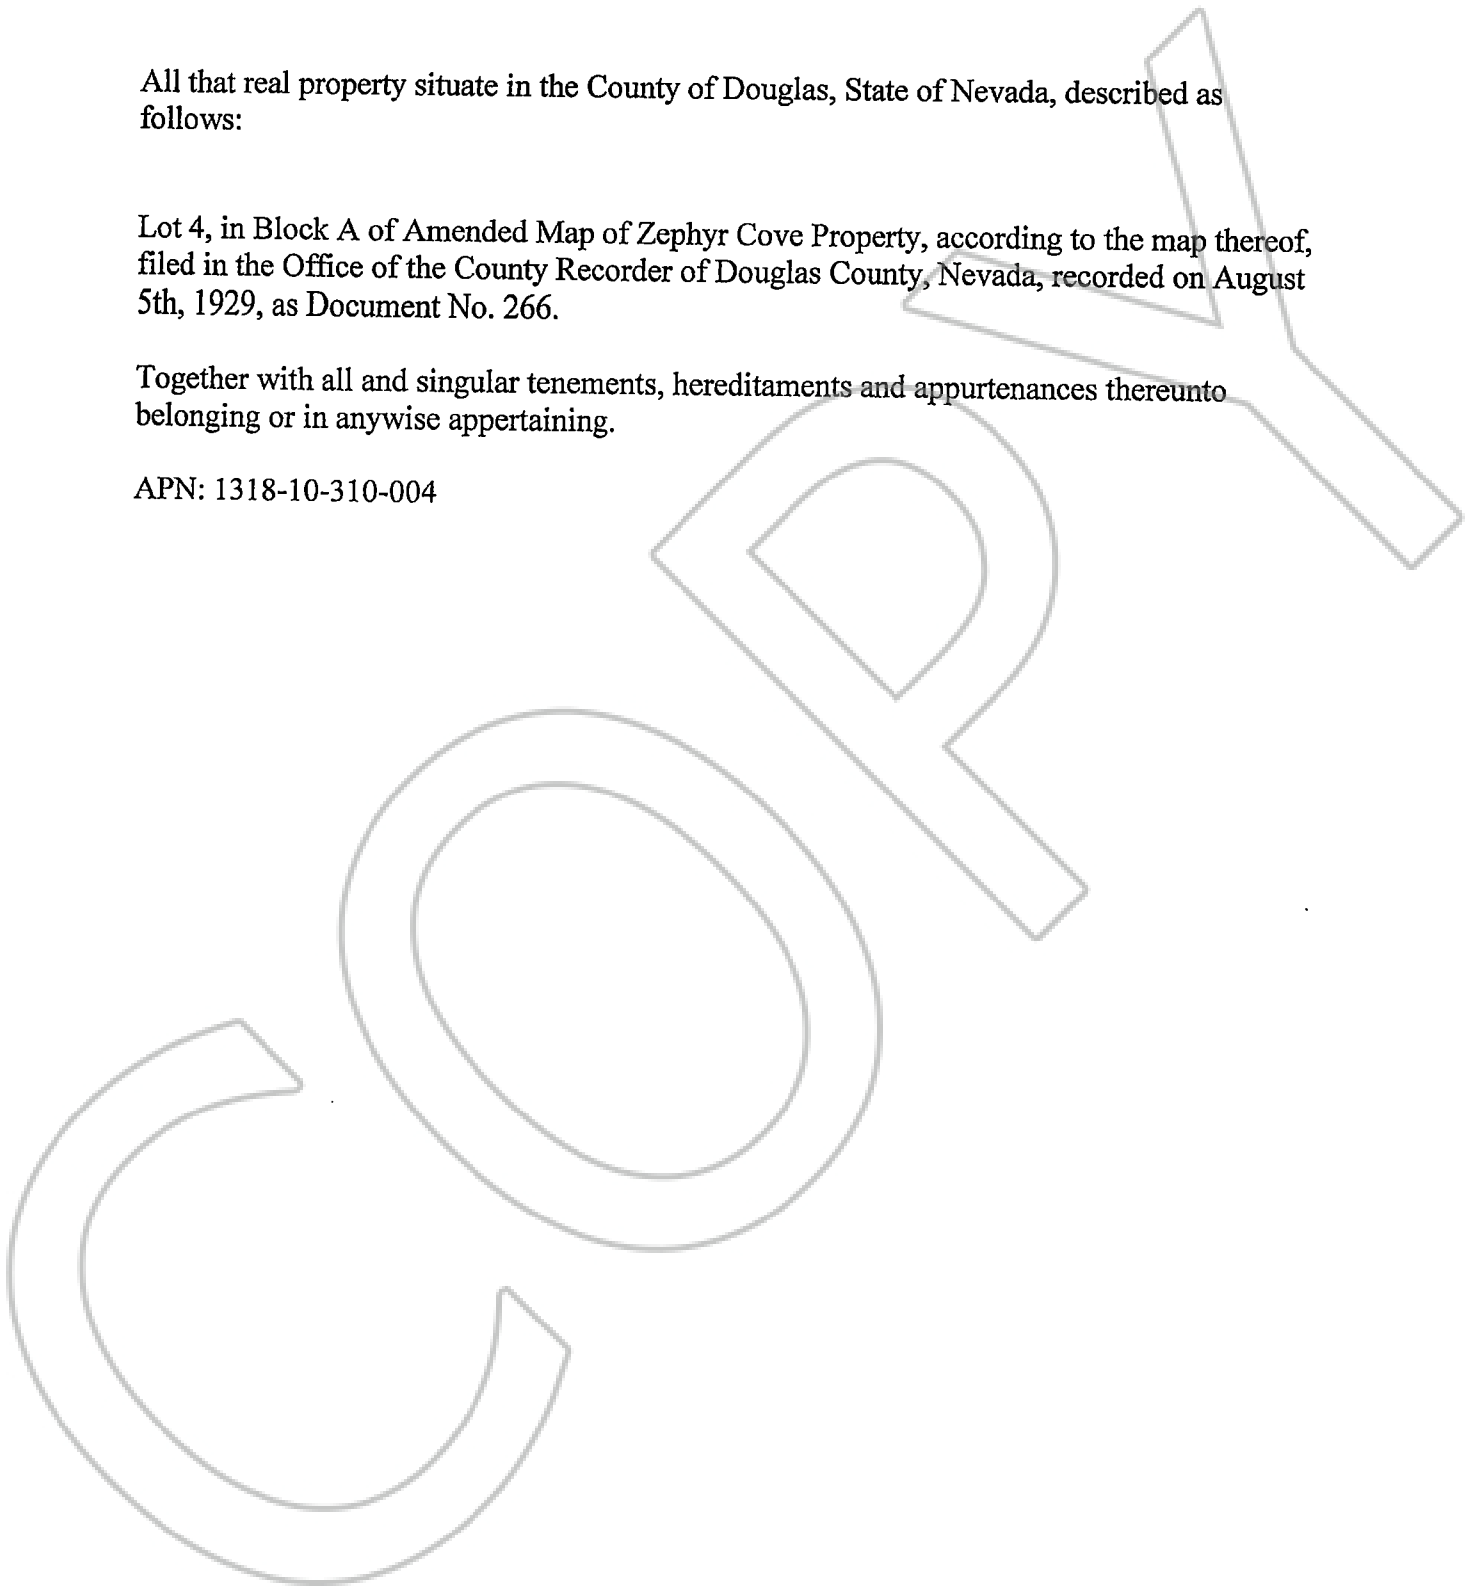 All that real property situate in the County of Douglas, State of Nevada, described as
follows:
Lot 4, in Block A of Amended Map of Zephyr Cove Property, according to the map thereof,
filed in the Office of the County Recorder of Douglas County, Nevada, recorded on August
5th, 1929, as Document No. 266.
Together with all and singular tenements, hereditaments and appurtenances thereunto
belonging or in anywise appertaining.
APN: 1318-10-310-004
COPY